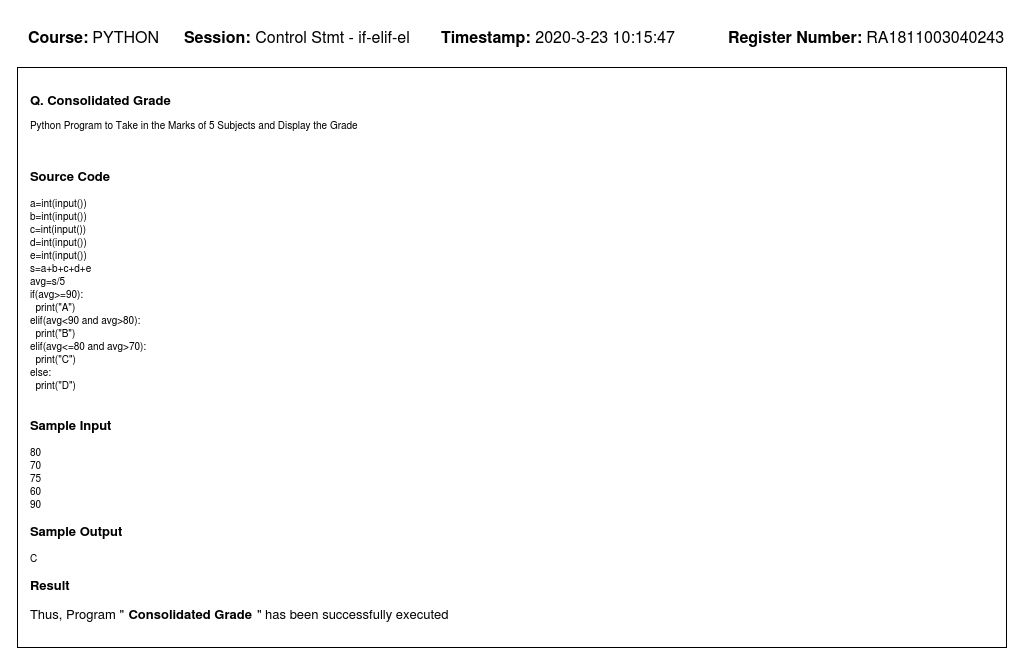 Course: PYTHON Session: Control Stmt - if-elif-el Timestamp: 2020-3-23 10:15:47 Register Number: RA1811003040243
Q. Consolidated Grade
Python Program to Take in the Marks of 5 Subjects and Display the Grade
Source Code
a=int(input())
b=int(input())
c=int(input())
d=int(input())
e=int(input())
s=a+b+c+d+e
avg=s/5
if(avg>=90):
  print("A")
elif(avg<90 and avg>80):
  print("B")
elif(avg<=80 and avg>70):
  print("C")
else:
  print("D")
Sample Input
80
70
75
60
90
Sample Output
C
Result
Thus, Program " Consolidated Grade " has been successfully executed